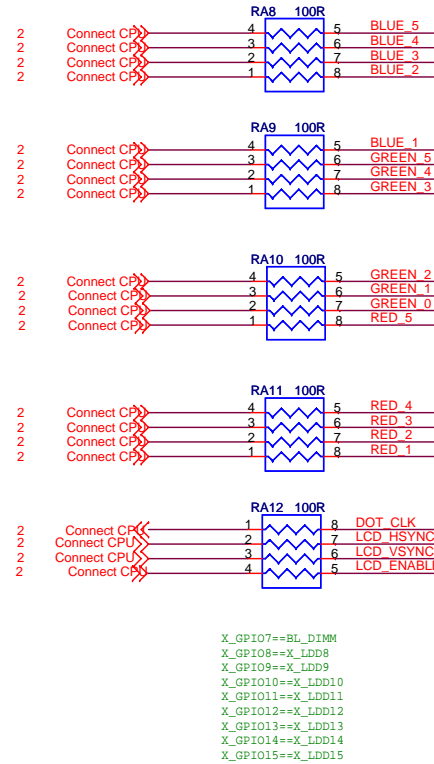 RA8 100R
2 Connect CPU 4 5 BLUE_5
2 Connect CPU 3 6 BLUE_4
2 Connect CPU 2 7 BLUE_3
2 Connect CPU 1 8 BLUE_2
RA9 100R
2 Connect CPU 4 5 BLUE_1
2 Connect CPU 3 6 GREEN_5
2 Connect CPU 2 7 GREEN_4
2 Connect CPU 1 8 GREEN_3
RA10 100R
2 Connect CPU 4 5 GREEN_2
2 Connect CPU 3 6 GREEN_1
2 Connect CPU 2 7 GREEN_0
2 Connect CPU 1 8 RED_5
RA11 100R
2 Connect CPU 4 5 RED_4
2 Connect CPU 3 6 RED_3
2 Connect CPU 2 7 RED_2
2 Connect CPU 1 8 RED_1
RA12 100R
2 Connect CPU 1 8 DOT_CLK
2 Connect CPU 2 7 LCD_HSYNC
2 Connect CPU 3 6 LCD_VSYNC
2 Connect CPU 4 5 LCD_ENABL
X_GPIO7==BL_DIMM
X_GPIO8==X_LDD8
X_GPIO9==X_LDD9
X_GPIO10==X_LDD10
X_GPIO11==X_LDD11
X_GPIO12==X_LDD12
X_GPIO13==X_LDD13
X_GPIO14==X_LDD14
X_GPIO15==X_LDD15